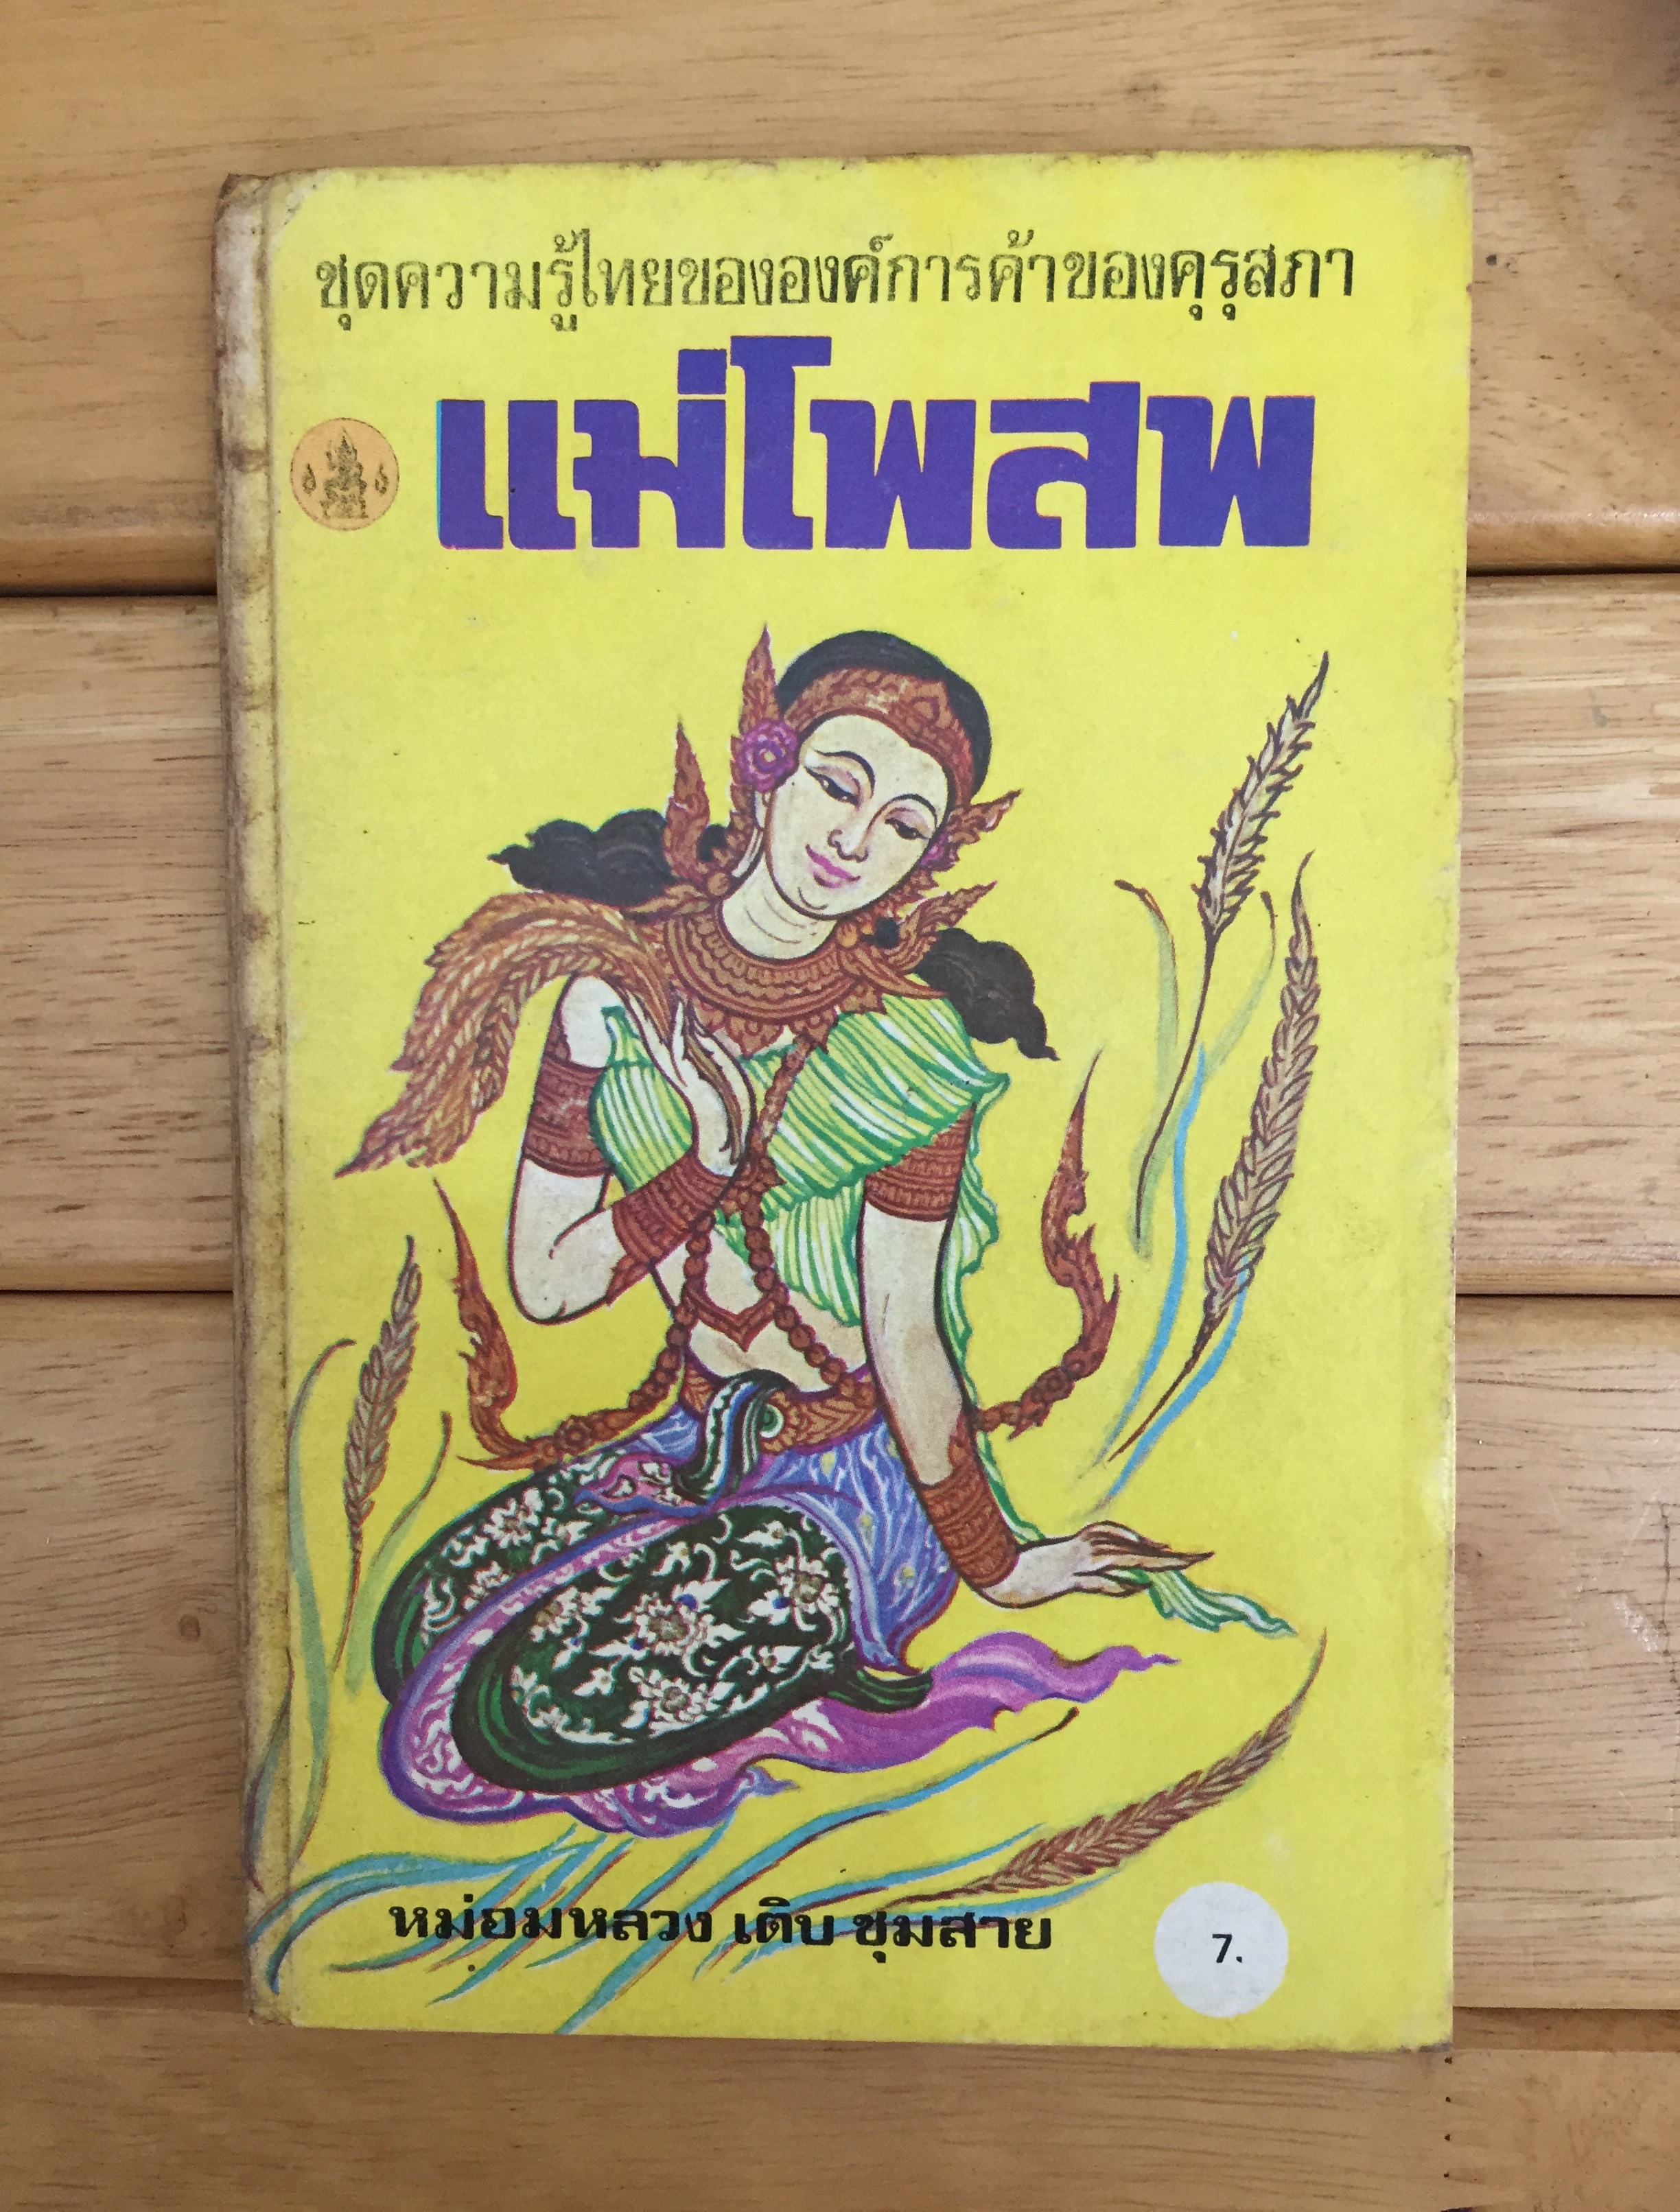 ชุดความรู้ไทยขององค์การค้าของคุรุสภา
แม่โพสพ
หม่อมหลวง เติบ ชุมสาย
7.